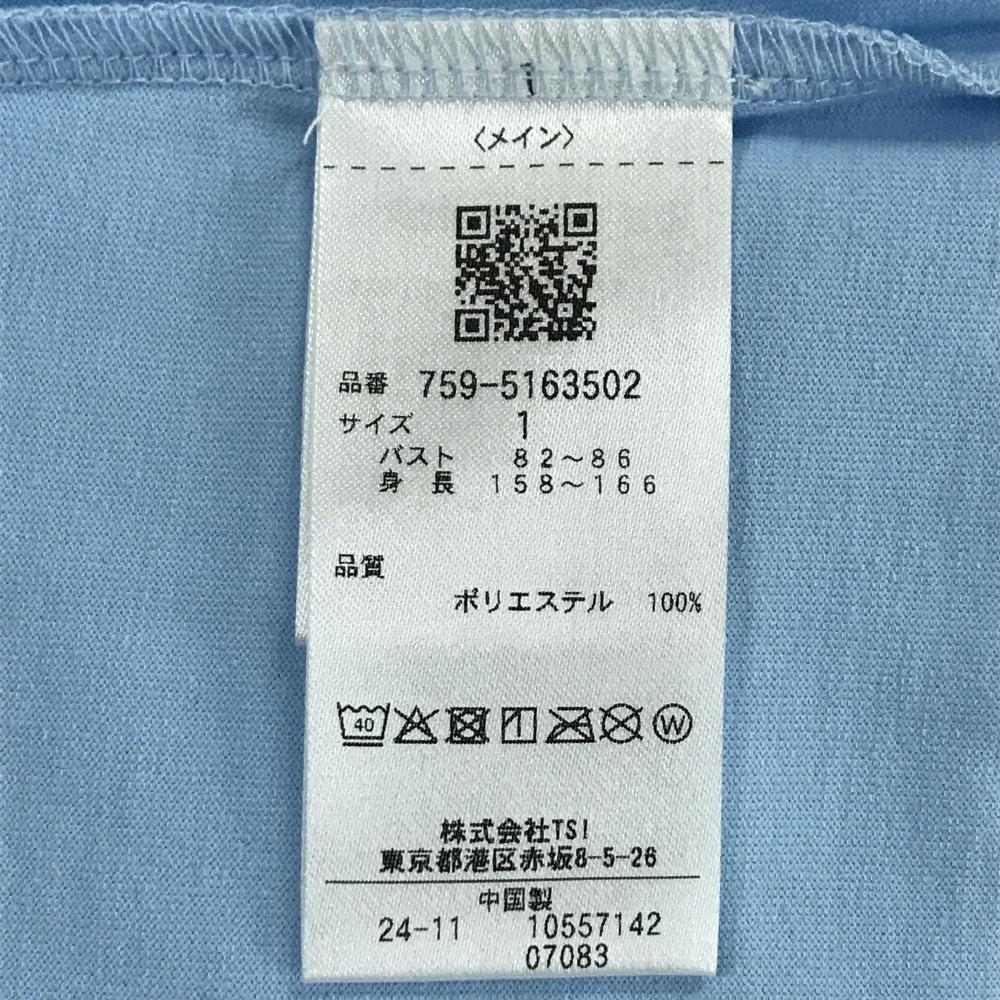 〈メイン〉
品番 759-5163502
サイズ 1
バスト 82～86
身長 158～166
品質
ポリエステル 100%
40
W
株式会社TSI
東京都港区赤坂8-5-26
中国製
24-11 10557142
07083